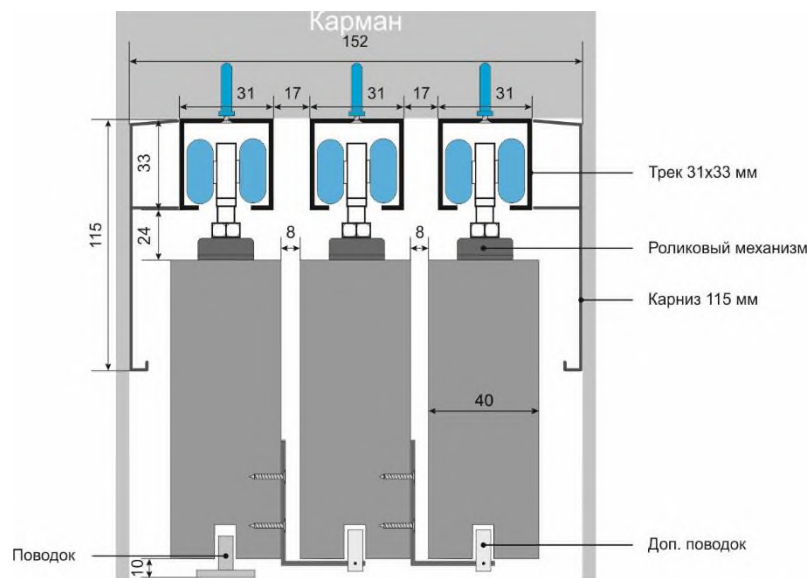 Карман
152
31 17 31 17 31
33
Трек 31х33 мм
115
24
8 8
Роликовый механизм
Карниз 115 мм
40
Поводок
Доп. поводок
10